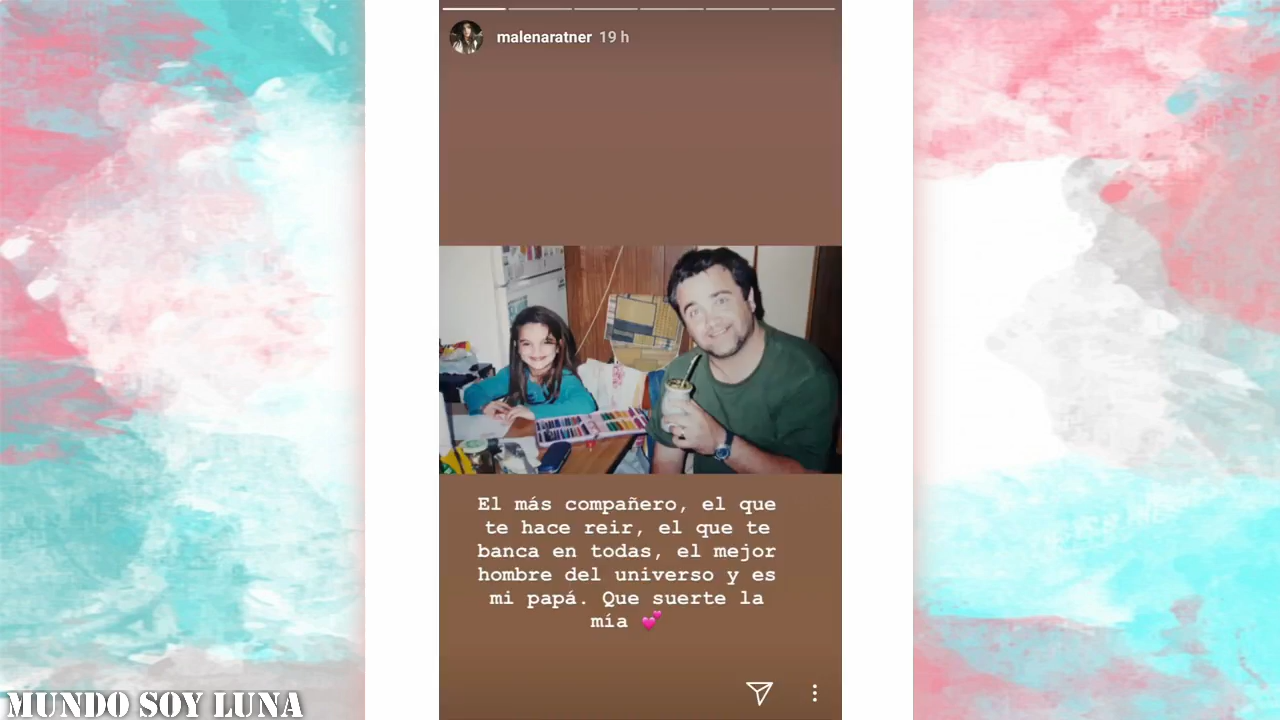 malenaratner 19 h
El más compañero, el que
te hace reir, el que te
banca en todas, el mejor
hombre del universo y es
mi papá. Que suerte la
mía 💕
MUNDO SOY LUNA